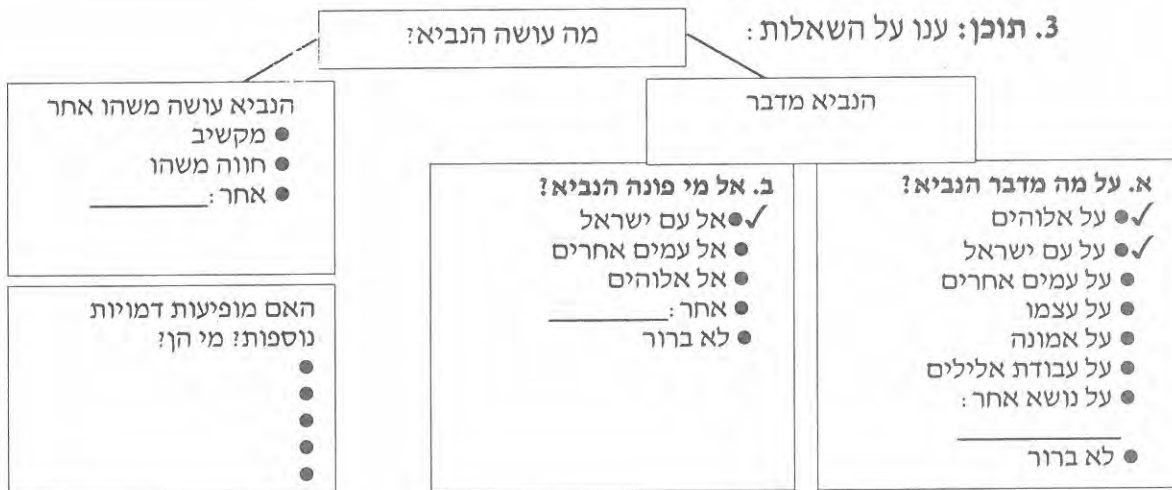 3. תוכן: ענו על השאלות:
מה עושה הנביא?
הנביא מדבר
א. על מה מדבר הנביא?
✓● על אלוהים
✓● על עם ישראל
● על עמים אחרים
● על עצמו
● על אמונה
● על עבודת אלילים
● על נושא אחר:
____________
● לא ברור
ב. אל מי פונה הנביא?
✓● אל עם ישראל
● אל עמים אחרים
● אל אלוהים
● אחר: ____________
● לא ברור
הנביא עושה משהו אחר
● מקשיב
● חווה משהו
● אחר: ____________
האם מופיעות דמויות
נוספות? מי הן?
●
●
●
●
●